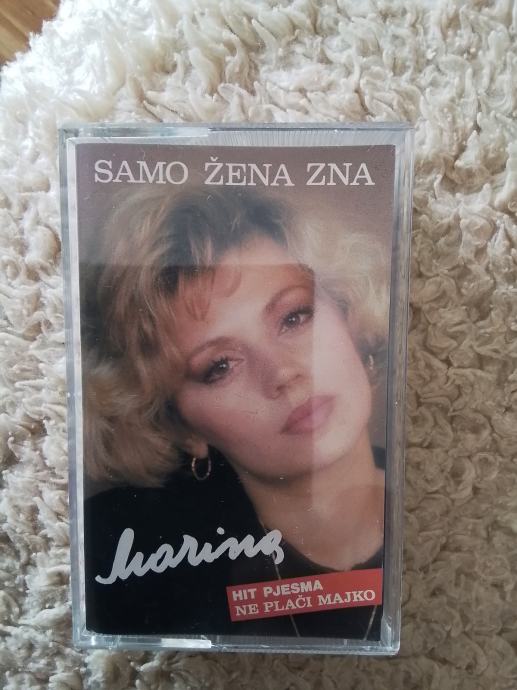 SAMO ŽENA ZNA
Marina
HIT PJESMA
NE PLAČI MAJKO